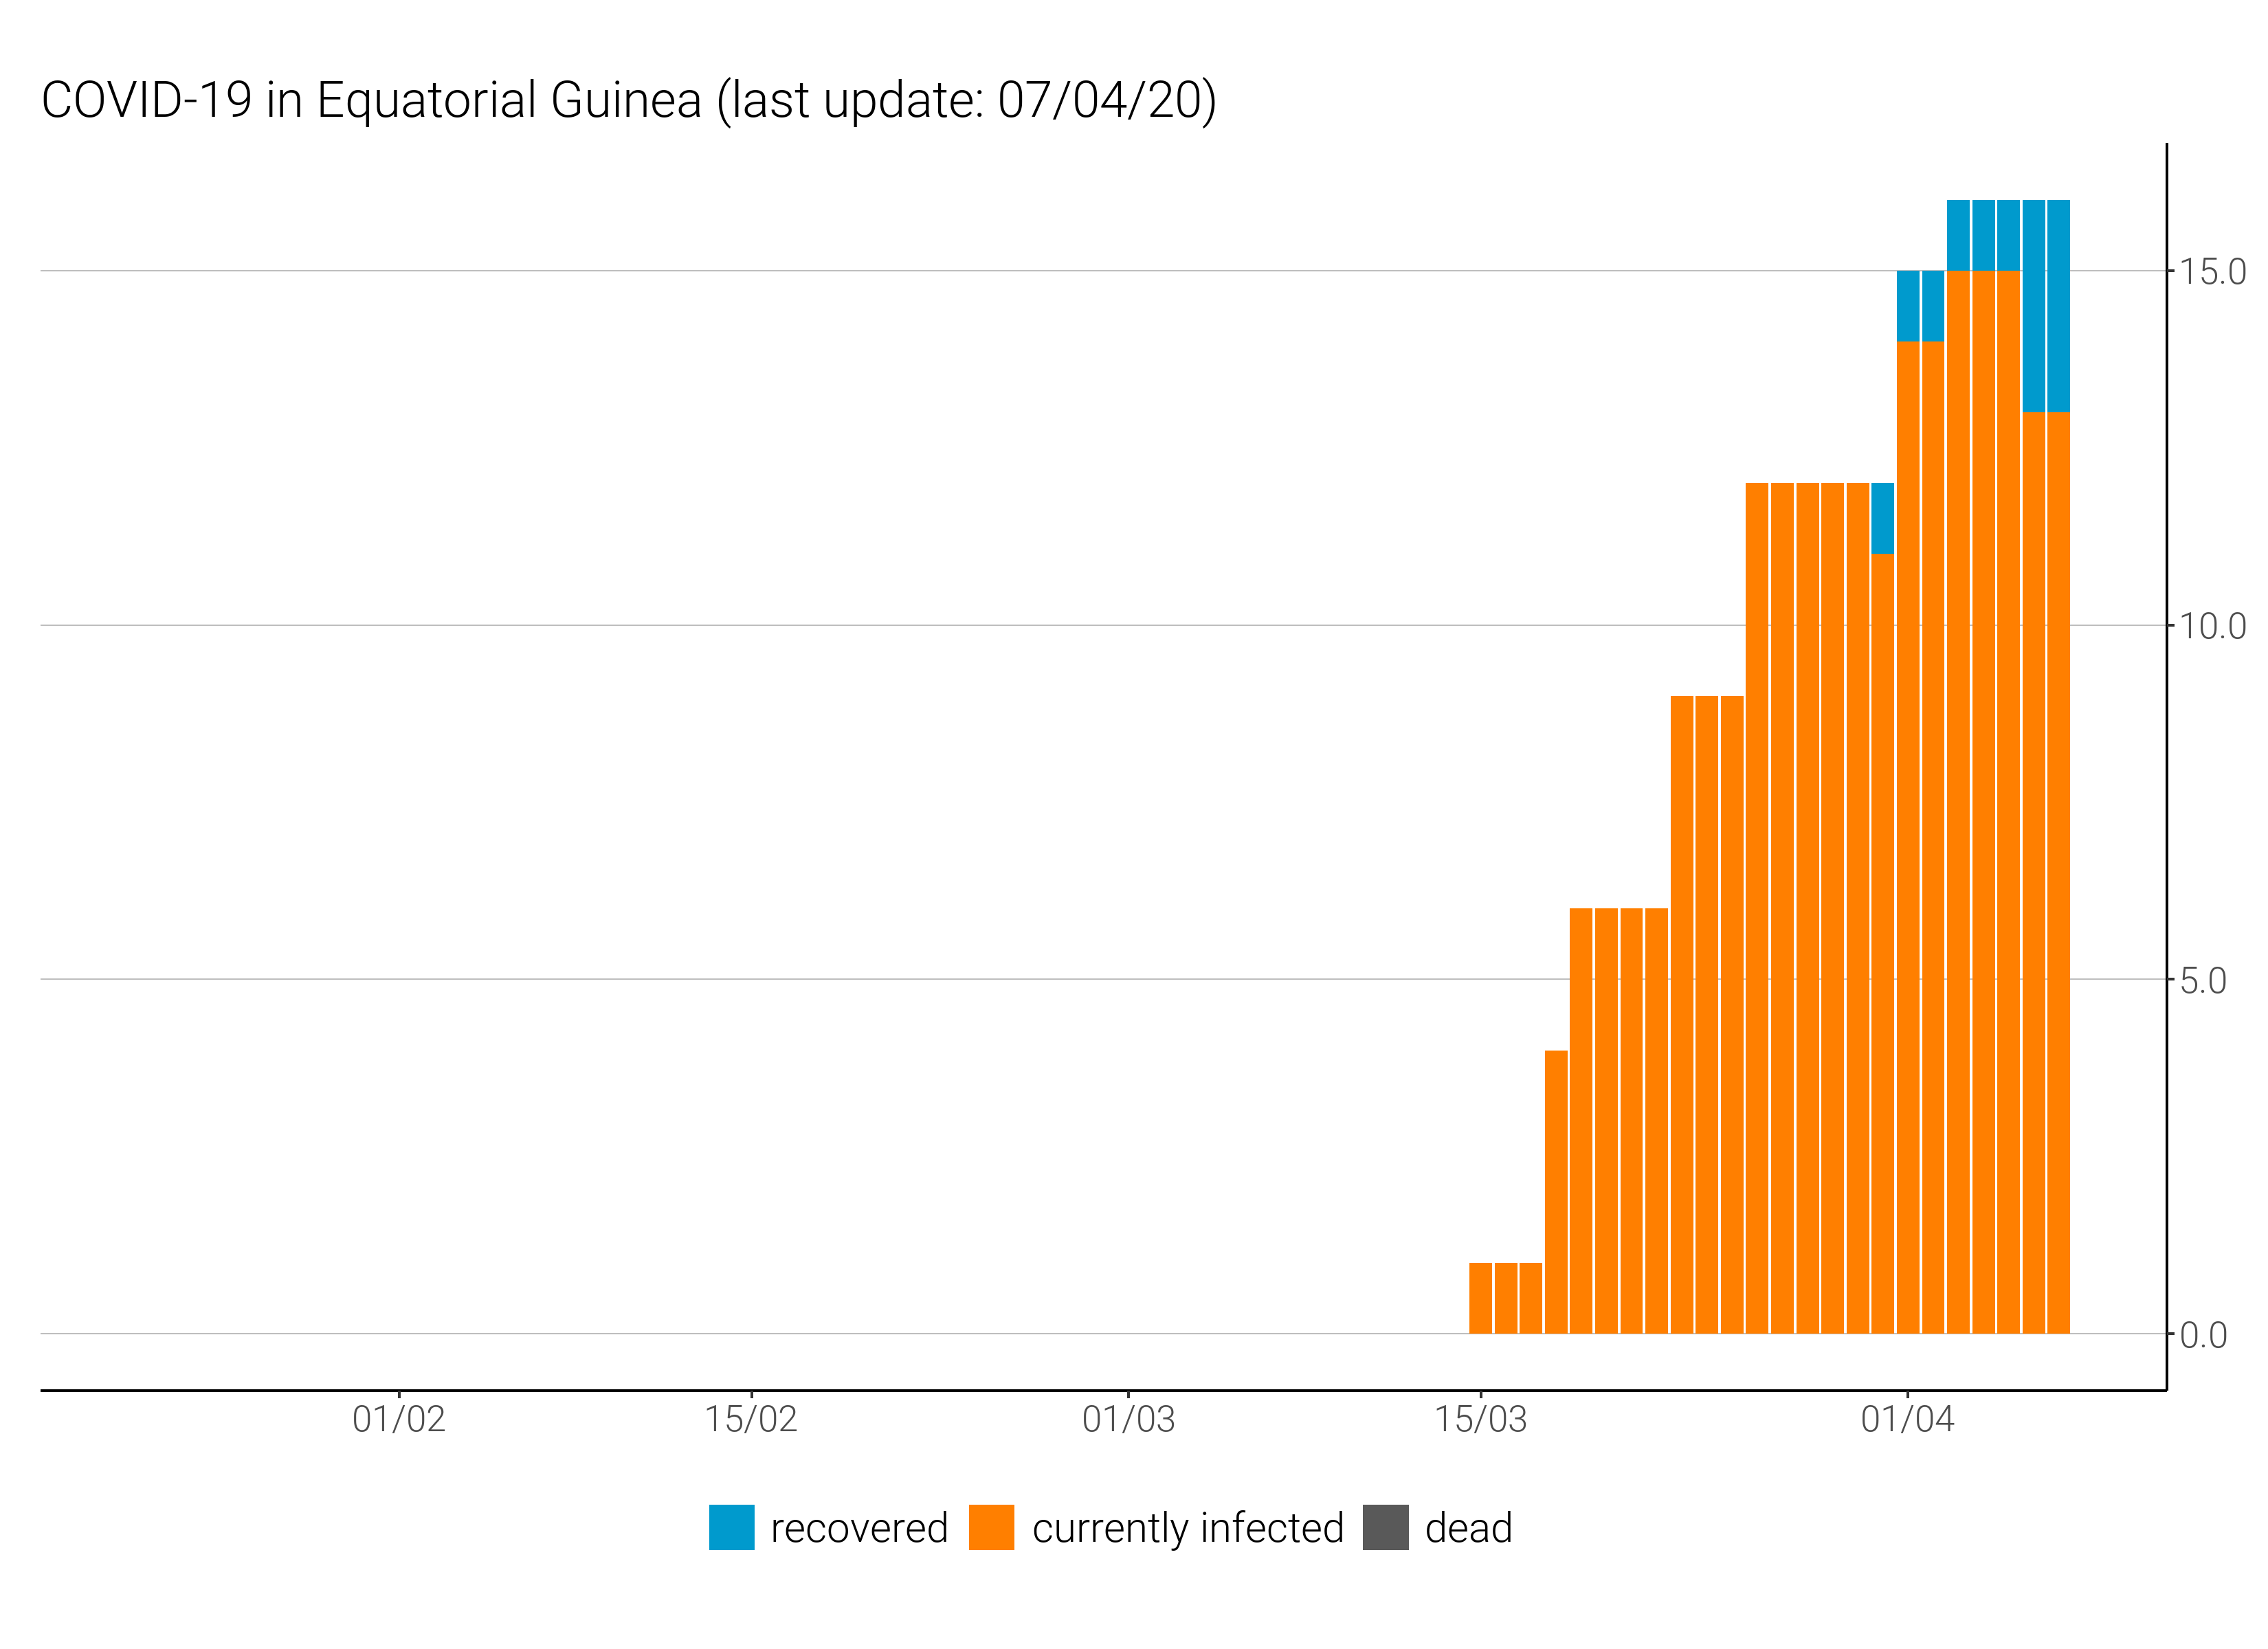 COVID-19 in Equatorial Guinea (last update: 07/04/20)
15.0
10.0
5.0
0.0
01/02 15/02 01/03 15/03 01/04
recovered currently infected dead